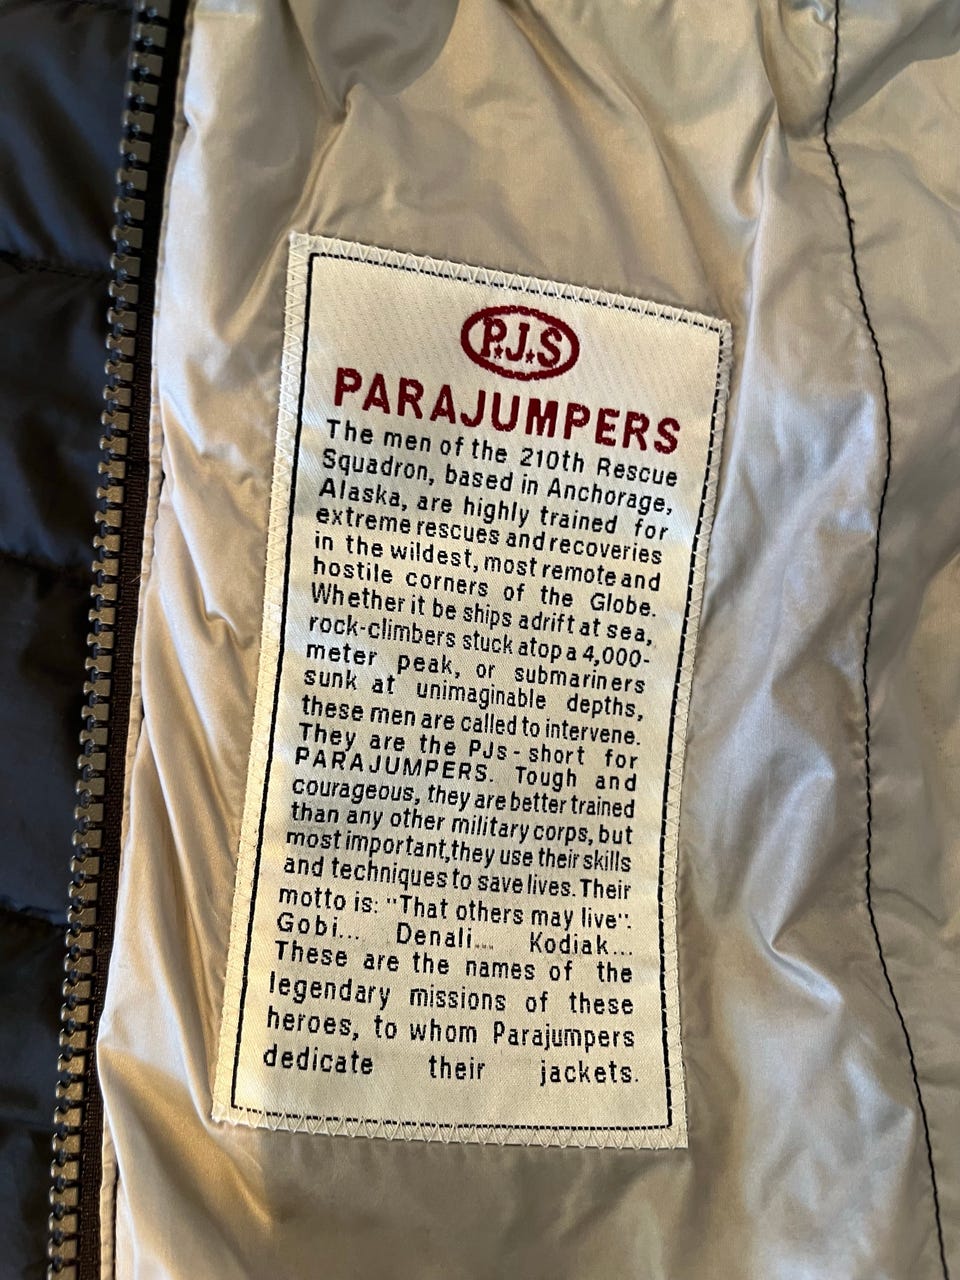 P.J.S
PARAJUMPERS
The men of the 210th Rescue
Squadron, based in Anchorage,
Alaska, are highly trained for
extreme rescues and recoveries
in the wildest, most remote and
hostile corners of the Globe.
Whether it be ships adrift at sea,
rock-climbers stuck atop a 4,000-
meter peak, or submariners
sunk at unimaginable depths,
these men are called to intervene.
They are the PJs - short for
PARAJUMPERS. Tough and
courageous, they are better trained
than any other military corps, but
most important,they use their skills
and techniques to save lives. Their
motto is: "That others may live".
Gobi... Denali... Kodiak...
These are the names of the
legendary missions of these
heroes, to whom Parajumpers
dedicate their jackets.